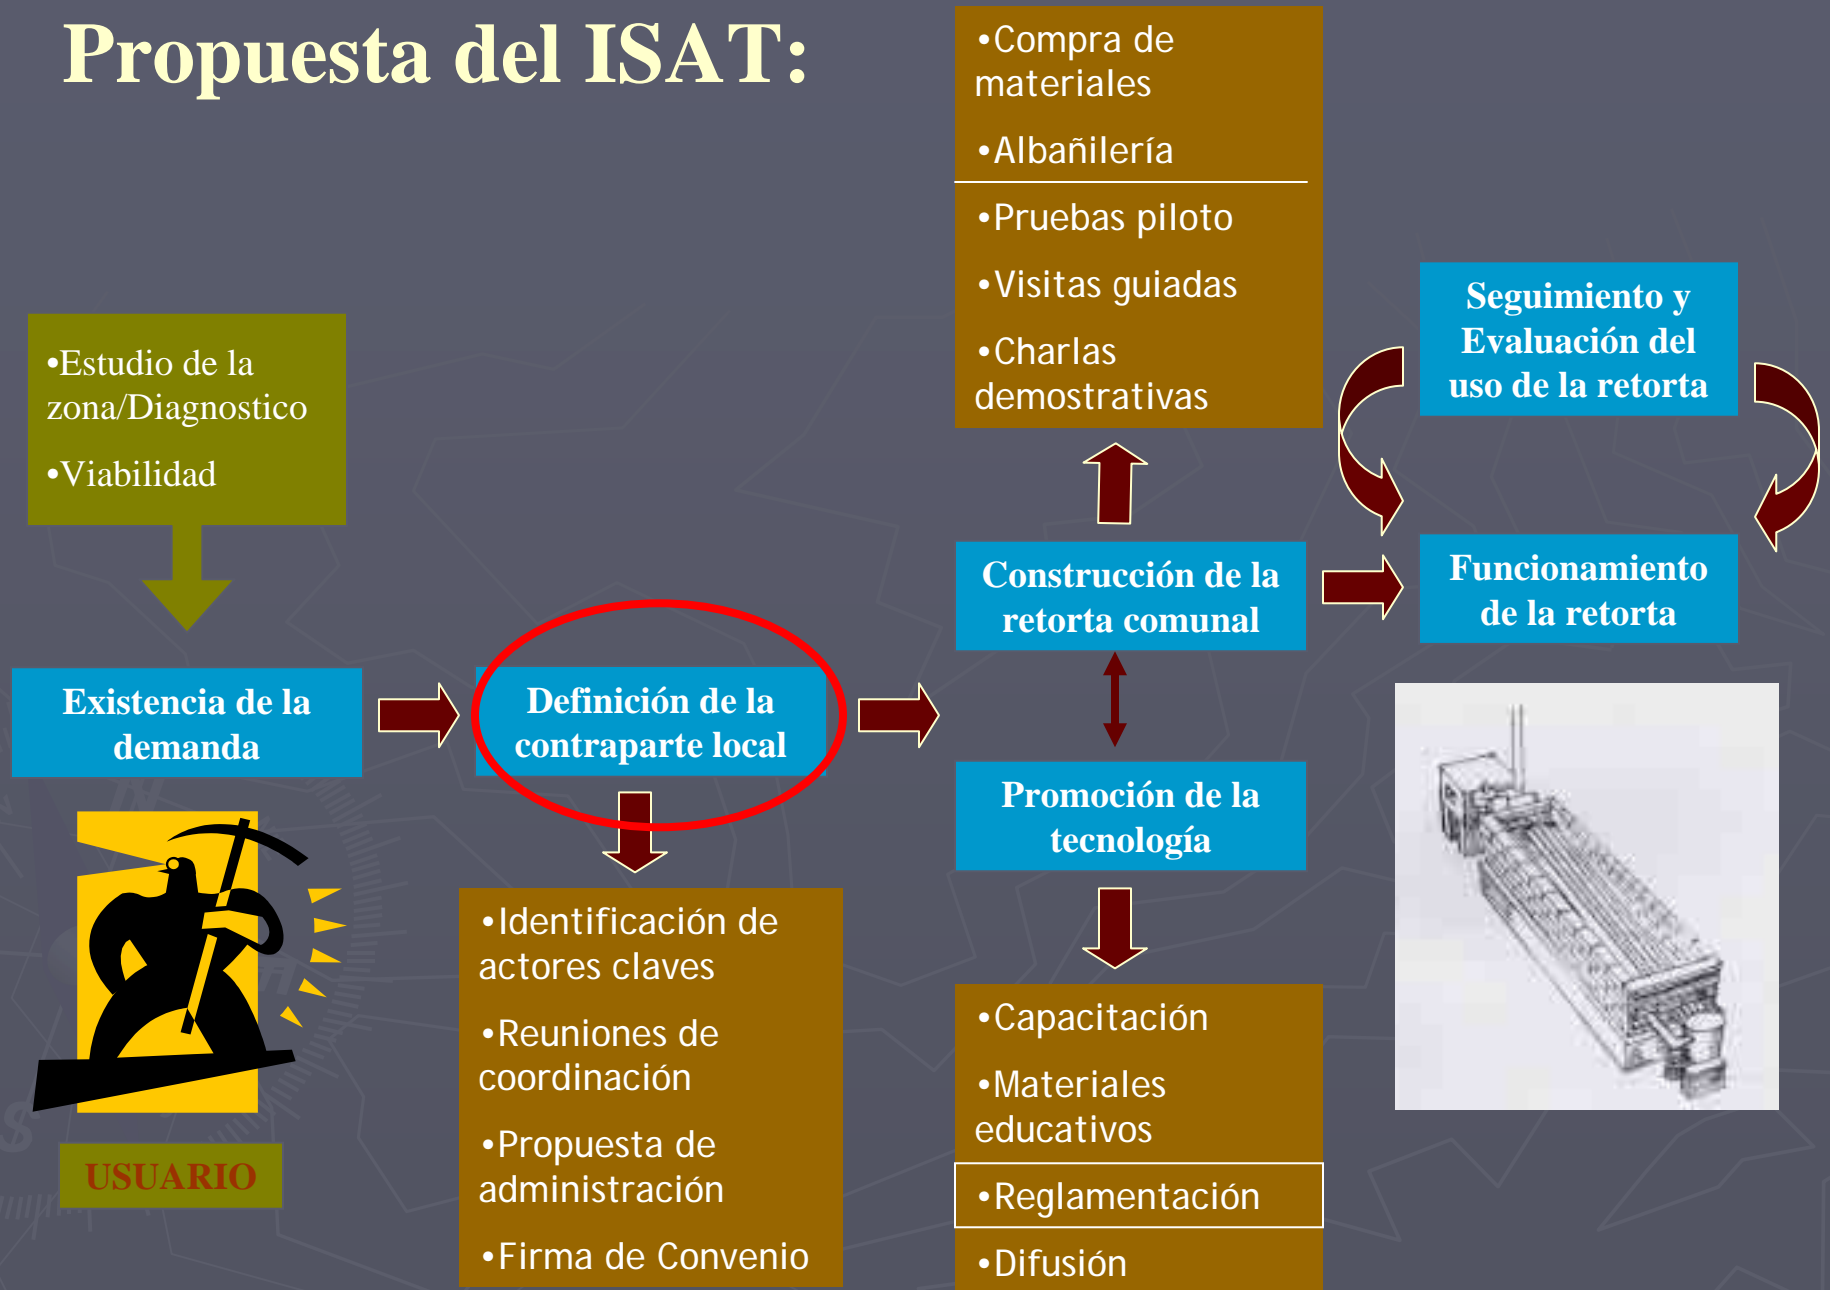 Propuesta del ISAT:
•Estudio de la
zona/Diagnostico
•Viabilidad
Existencia de la
demanda
USUARIO
Definición de la
contraparte local
•Identificación de
actores claves
•Reuniones de
coordinación
•Propuesta de
administración
•Firma de Convenio
•Compra de
materiales
•Albañilería
•Pruebas piloto
•Visitas guiadas
•Charlas
demostrativas
Construcción de la
retorta comunal
Promoción de la
tecnología
•Capacitación
•Materiales
educativos
•Reglamentación
•Difusión
Seguimiento y
Evaluación del
uso de la retorta
Funcionamiento
de la retorta